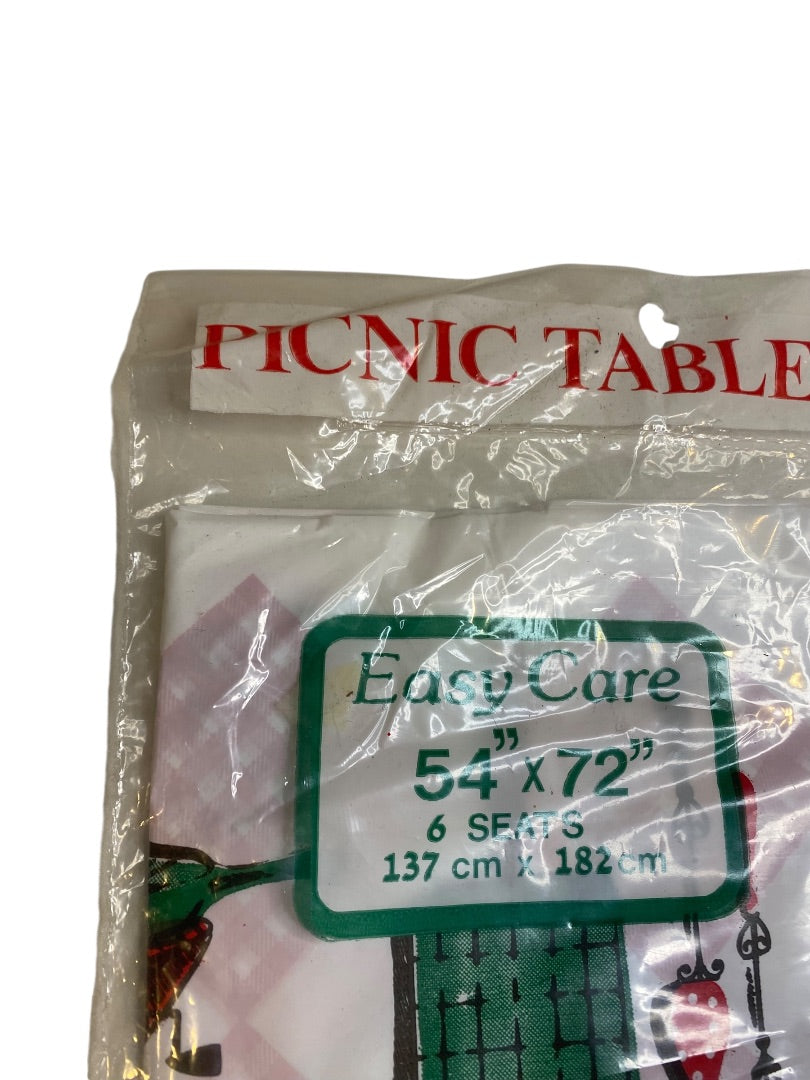 PICNIC TABLE
Easy Care
54” x 72”
6 SEATS
137 cm x 182 cm